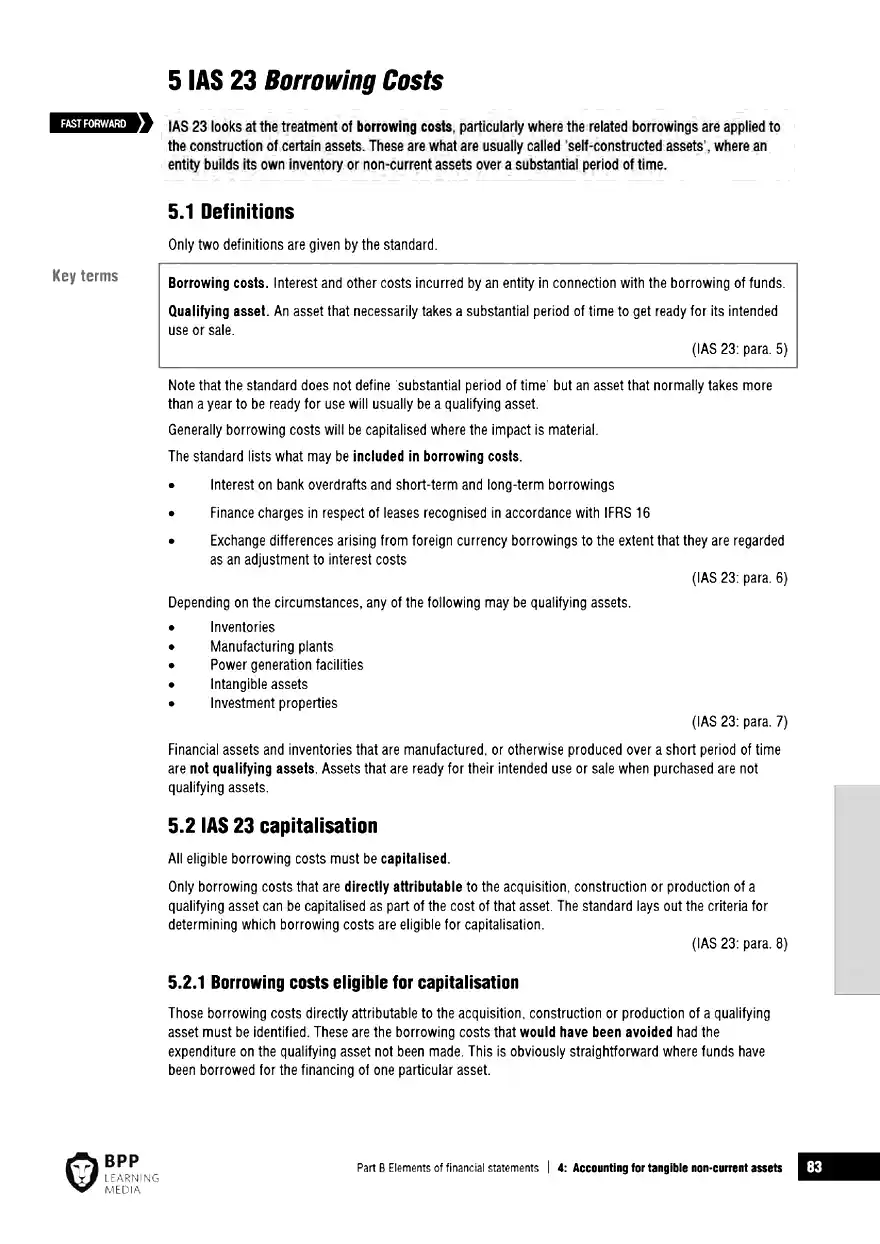 5 IAS 23 Borrowing Costs
FAST FORWARD
IAS 23 looks at the treatment of borrowing costs, particularly where the related borrowings are applied to
the construction of certain assets. These are what are usually called 'self-constructed assets', where an
entity builds its own inventory or non-current assets over a substantial period of time.
5.1 Definitions
Only two definitions are given by the standard.
Key terms
Borrowing costs. Interest and other costs incurred by an entity in connection with the borrowing of funds.
Qualifying asset. An asset that necessarily takes a substantial period of time to get ready for its intended
use or sale.
(IAS 23: para. 5)
Note that the standard does not define 'substantial period of time' but an asset that normally takes more
than a year to be ready for use will usually be a qualifying asset.
Generally borrowing costs will be capitalised where the impact is material.
The standard lists what may be included in borrowing costs.
• Interest on bank overdrafts and short-term and long-term borrowings
• Finance charges in respect of leases recognised in accordance with IFRS 16
• Exchange differences arising from foreign currency borrowings to the extent that they are regarded
as an adjustment to interest costs
(IAS 23: para. 6)
Depending on the circumstances, any of the following may be qualifying assets.
• Inventories
• Manufacturing plants
• Power generation facilities
• Intangible assets
• Investment properties
(IAS 23: para. 7)
Financial assets and inventories that are manufactured, or otherwise produced over a short period of time
are not qualifying assets. Assets that are ready for their intended use or sale when purchased are not
qualifying assets.
5.2 IAS 23 capitalisation
All eligible borrowing costs must be capitalised.
Only borrowing costs that are directly attributable to the acquisition, construction or production of a
qualifying asset can be capitalised as part of the cost of that asset. The standard lays out the criteria for
determining which borrowing costs are eligible for capitalisation.
(IAS 23: para. 8)
5.2.1 Borrowing costs eligible for capitalisation
Those borrowing costs directly attributable to the acquisition, construction or production of a qualifying
asset must be identified. These are the borrowing costs that would have been avoided had the
expenditure on the qualifying asset not been made. This is obviously straightforward where funds have
been borrowed for the financing of one particular asset.
BPP
LEARNING
MEDIA
Part B Elements of financial statements | 4: Accounting for tangible non-current assets 83